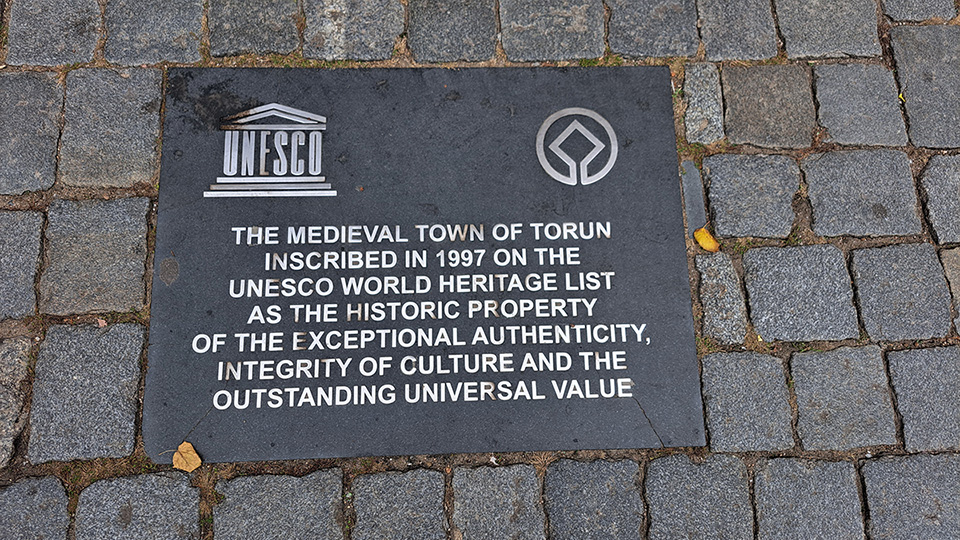 UNESCO
THE MEDIEVAL TOWN OF TORUN
INSCRIBED IN 1997 ON THE
UNESCO WORLD HERITAGE LIST
AS THE HISTORIC PROPERTY
OF THE EXCEPTIONAL AUTHENTICITY,
INTEGRITY OF CULTURE AND THE
OUTSTANDING UNIVERSAL VALUE